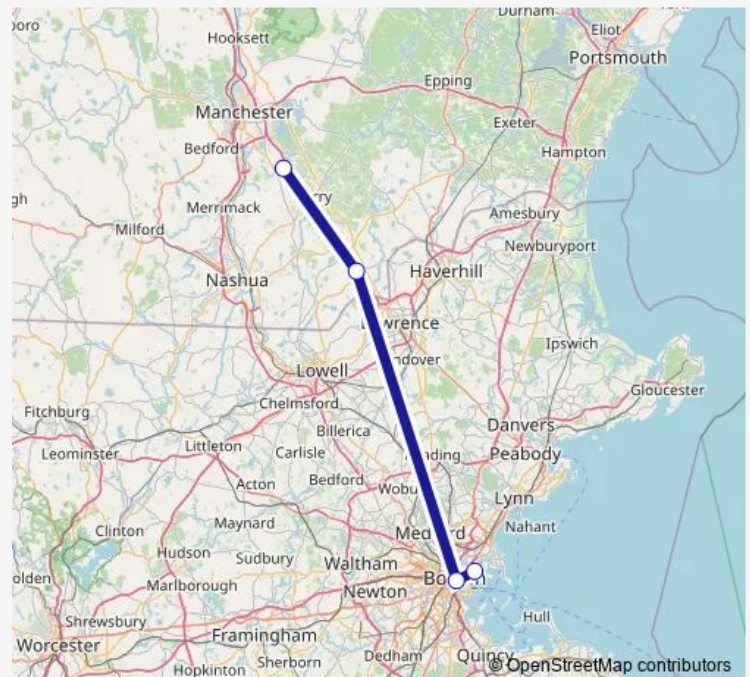 Durham
Hooksett
Eliot
Portsmouth
Epping
Manchester
Exeter
Bedford
Hampton
Merrimack
Amesbury
Milford
Newburyport
Haverhill
Nashua
Ipswich
Lowell
Gloucester
Chelmsford
Fitchburg
Danvers
Billerica
Littleton
Leominster
Carlisle
Peabody
Bedford
Acton
Lynn
Maynard
Nahant
Clinton
Hudson
Sudbury
Waltham
Marlborough
Newton
Hull
Shrewsbury
Framingham
Worcester
Dedham
Quincy
Sherborn
Hopkinton
© OpenStreetMap contributors